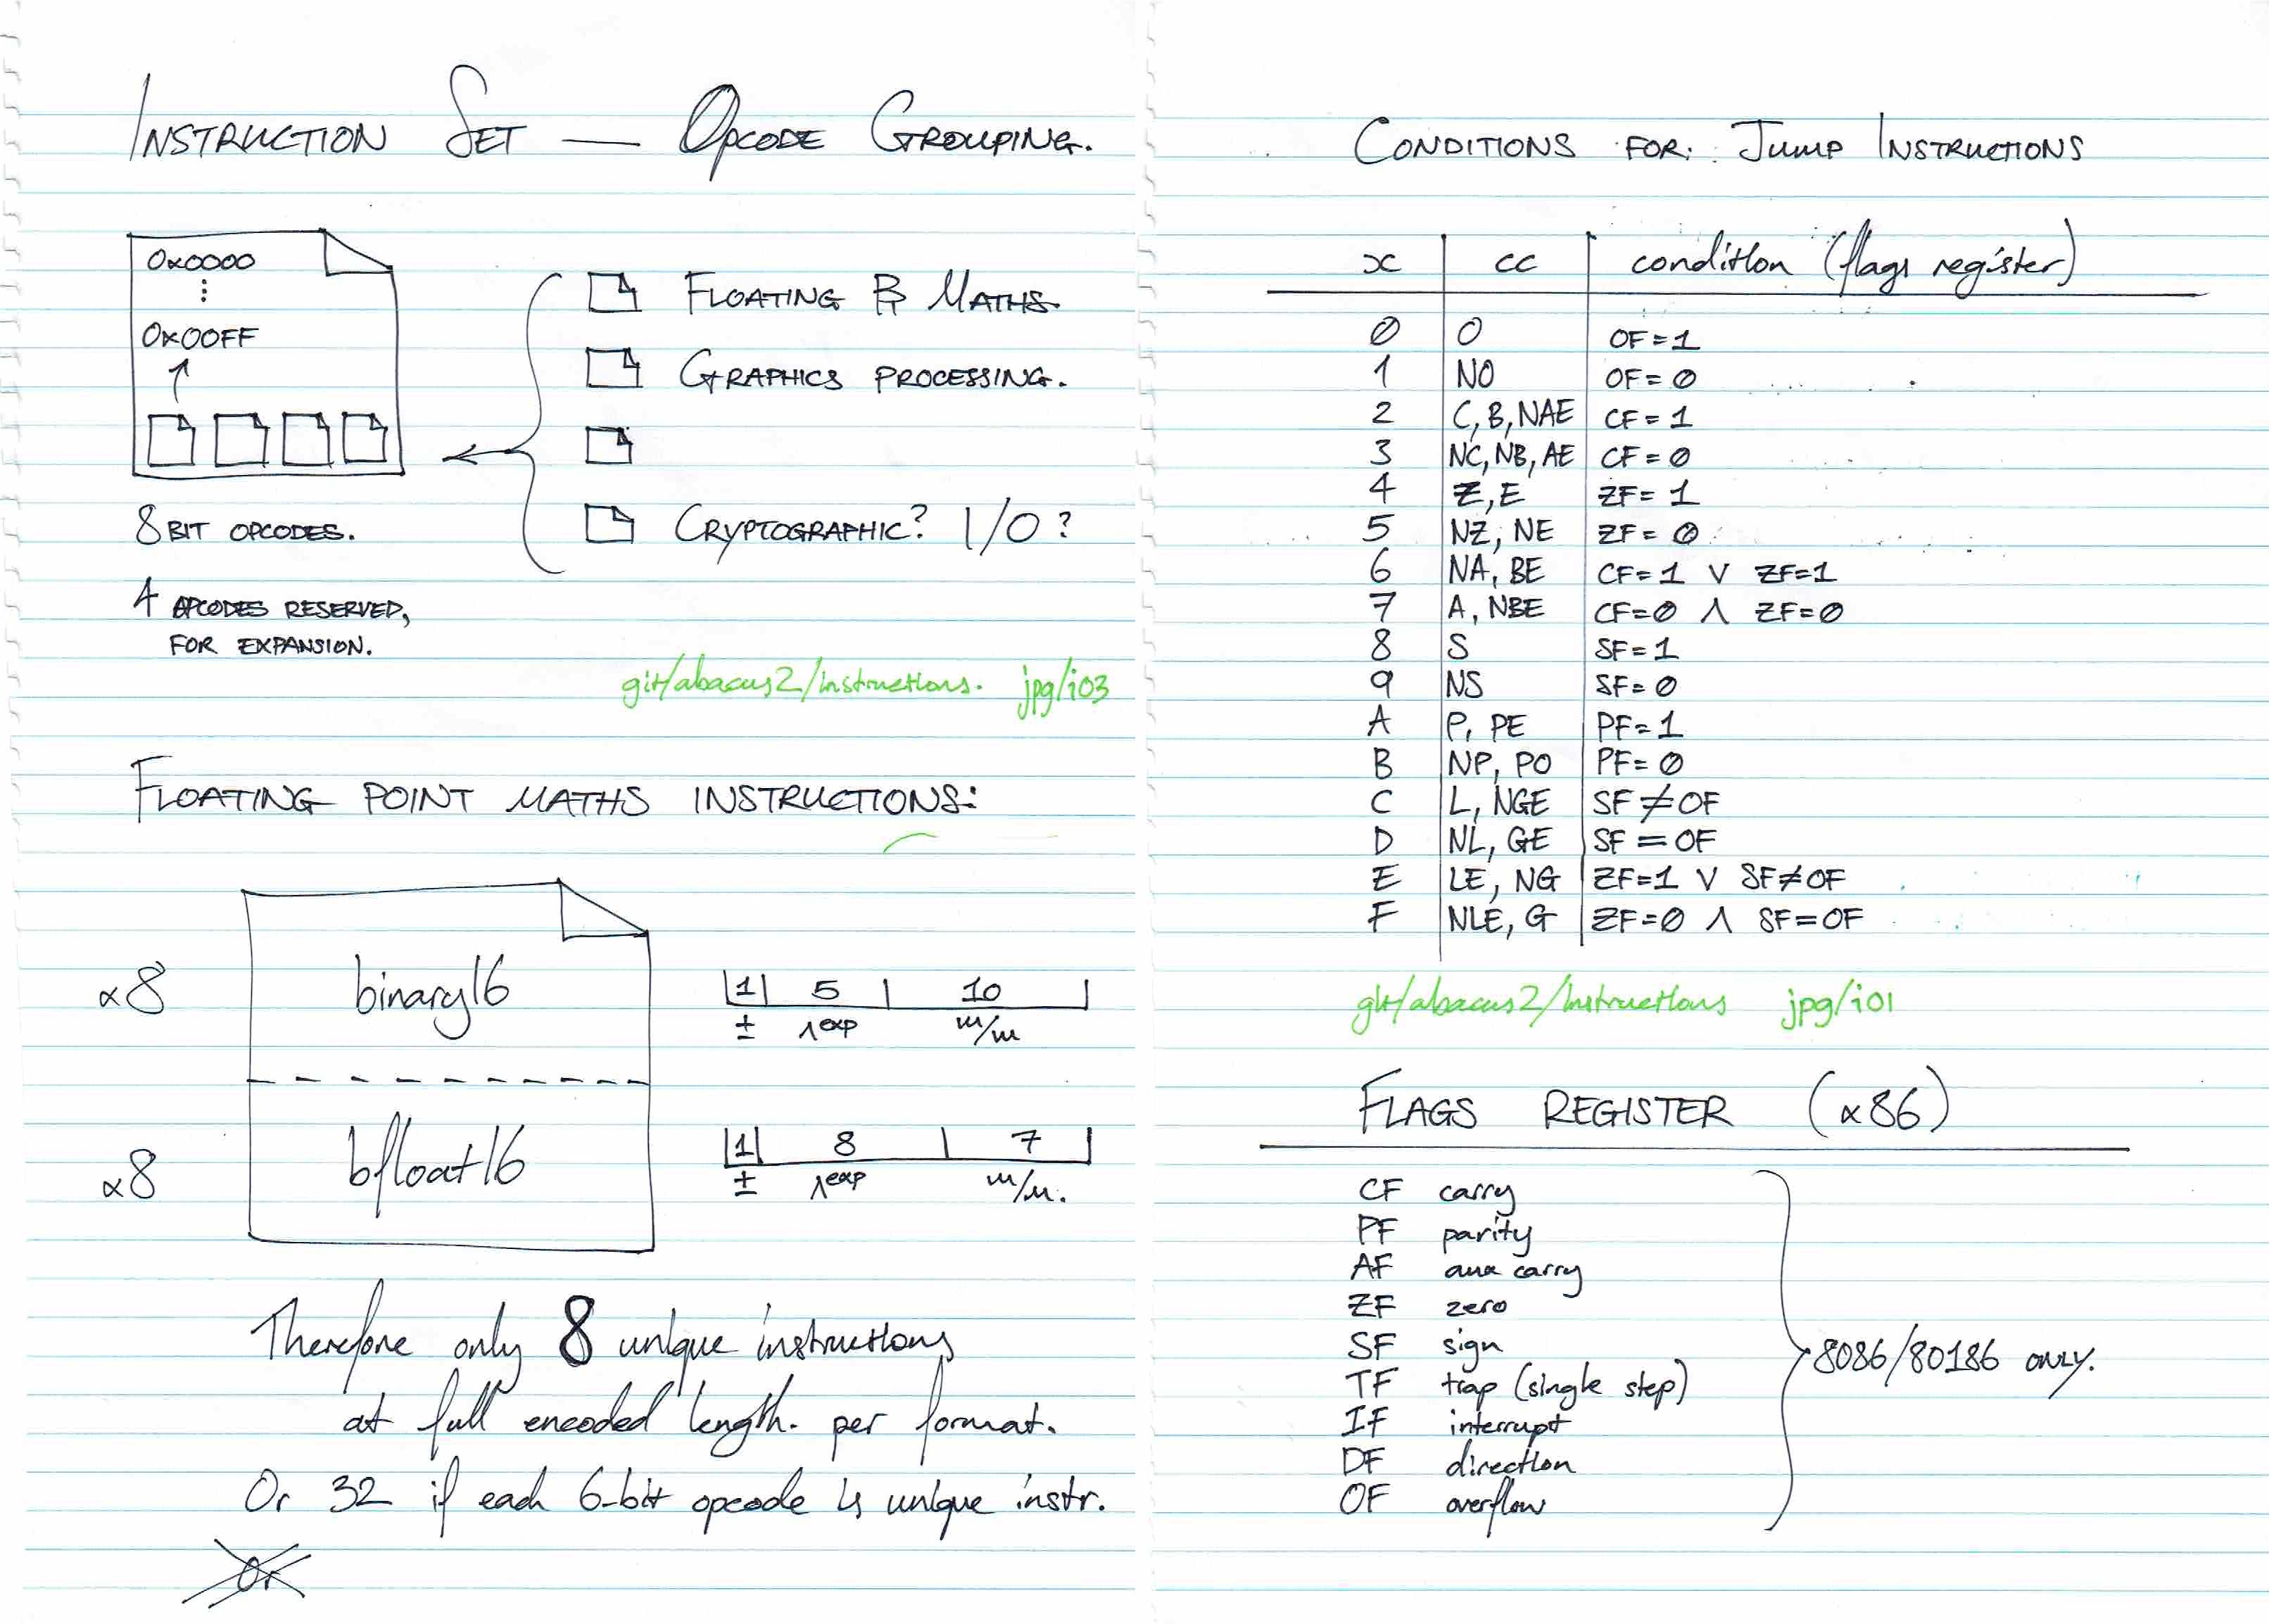 INSTRUCTION SET — OPCODE GROUPING.
0x0000
⋮
0x00FF
8 BIT OPCODES.
4 OPCODES RESERVED,
FOR EXPANSION.
FLOATING Pt MATHS.
GRAPHICS PROCESSING.
CRYPTOGRAPHIC? I/O?
git/abacus2/instructions. jpg/i03
FLOATING POINT MATHS INSTRUCTIONS:
x8 binary16 1 5 10
± ^exp m/m
x8 bfloat16 1 8 7
± ^exp m/m.
Therefore only 8 unique instructions
at full encoded length. per format.
Or 32 if each 6-bit opcode is unique instr.
Or
CONDITIONS FOR: JUMP INSTRUCTIONS
x cc condition (flags register)
0 O OF=1
1 NO OF=0
2 C, B, NAE CF=1
3 NC, NB, AE CF=0
4 Z, E ZF=1
5 NZ, NE ZF=0
6 NA, BE CF=1 ∨ ZF=1
7 A, NBE CF=0 ∧ ZF=0
8 S SF=1
9 NS SF=0
A P, PE PF=1
B NP, PO PF=0
C L, NGE SF≠OF
D NL, GE SF=OF
E LE, NG ZF=1 ∨ SF≠OF
F NLE, G ZF=0 ∧ SF=OF
git/abacus2/instructions jpg/i01
FLAGS REGISTER (x86)
CF carry
PF parity
AF aux carry
ZF zero
SF sign
8086/80186 ONLY.
TF trap (single step)
IF interrupt
DF direction
OF overflow